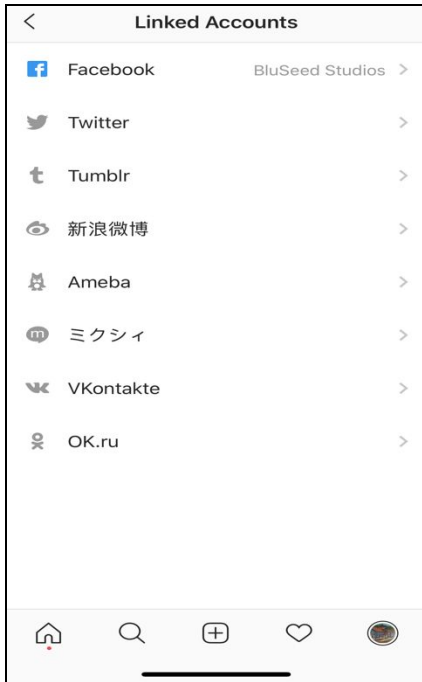 Linked Accounts
Facebook BluSeed Studios
Twitter
Tumblr
新浪微博
Ameba
ミクシィ
VKontakte
OK.ru